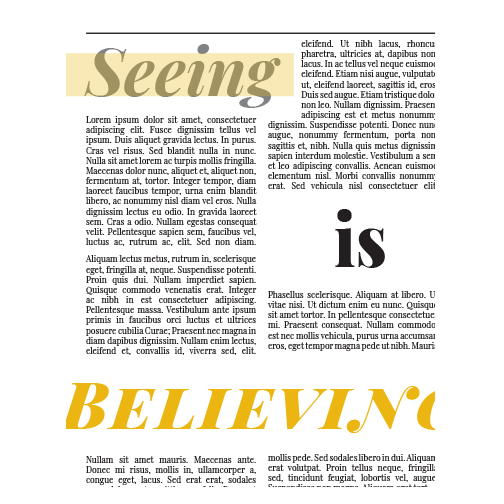 Seeing
Lorem ipsum dolor sit amet, consectetuer
adipiscing elit. Fusce dignissim tellus vel
ipsum. Duis aliquet gravida lectus. In purus.
Cras vel risus. Sed blandit nulla in nunc.
Nulla sit amet lorem ac turpis mollis fringilla.
Maecenas dolor nunc, aliquet et, aliquet non,
fermentum at, tortor. Integer tempor, diam
laoreet faucibus tempor, urna enim blandit
libero, ac nonummy nisl diam vel eros. Nulla
dignissim lectus eu odio. In gravida laoreet
sem. Cras a odio. Nullam egestas consequat
velit. Pellentesque sapien sem, faucibus vel,
luctus ac, rutrum ac, elit. Sed non diam.
Aliquam lectus metus, rutrum in, scelerisque
eget, fringilla at, neque. Suspendisse potenti.
Proin quis dui. Nullam imperdiet sapien.
Quisque commodo venenatis erat. Integer
ac nibh in est consectetuer adipiscing.
Pellentesque massa. Vestibulum ante ipsum
primis in faucibus orci luctus et ultrices
posuere cubilia Curae; Praesent nec magna in
diam dapibus dignissim. Nullam enim lectus,
eleifend et, convallis id, viverra sed, elit.
eleifend. Ut nibh lacus, rhoncu
pharetra, ultricies at, dapibus non
lacus. In ac tellus vel neque euismo
eleifend. Etiam nisi augue, vulputat
ut, eleifend laoreet, sagittis id, eros
Duis sed augue. Etiam tristique dolo
non leo. Nullam dignissim. Praesen
adipiscing est et metus nonummy
dignissim. Suspendisse potenti. Donec nun
augue, nonummy fermentum, porta non
sagittis et, nibh. Nulla quis metus dignissim
sapien interdum molestie. Vestibulum a sem
et leo adipiscing convallis. Aenean euismo
elementum nisl. Morbi convallis nonummy
erat. Sed vehicula nisl consectetuer elit
is
Phasellus scelerisque. Aliquam at libero. U
vitae nisi. Ut dictum enim eu nunc. Quisqu
sit amet tortor. In pellentesque consectetue
mi. Praesent consequat. Nullam commodo
est nec mollis vehicula, purus urna accumsan
eros, eget tempor magna pede ut nibh. Mauri
BELIEVING
Nullam sit amet mauris. Maecenas ante.
Donec mi risus, mollis in, ullamcorper a,
congue eget, lacus. Sed erat erat, sodales
mollis pede. Sed sodales libero in dui. Aliquam
erat volutpat. Proin tellus neque, fringill
sed, tincidunt feugiat, lobortis vel, augue